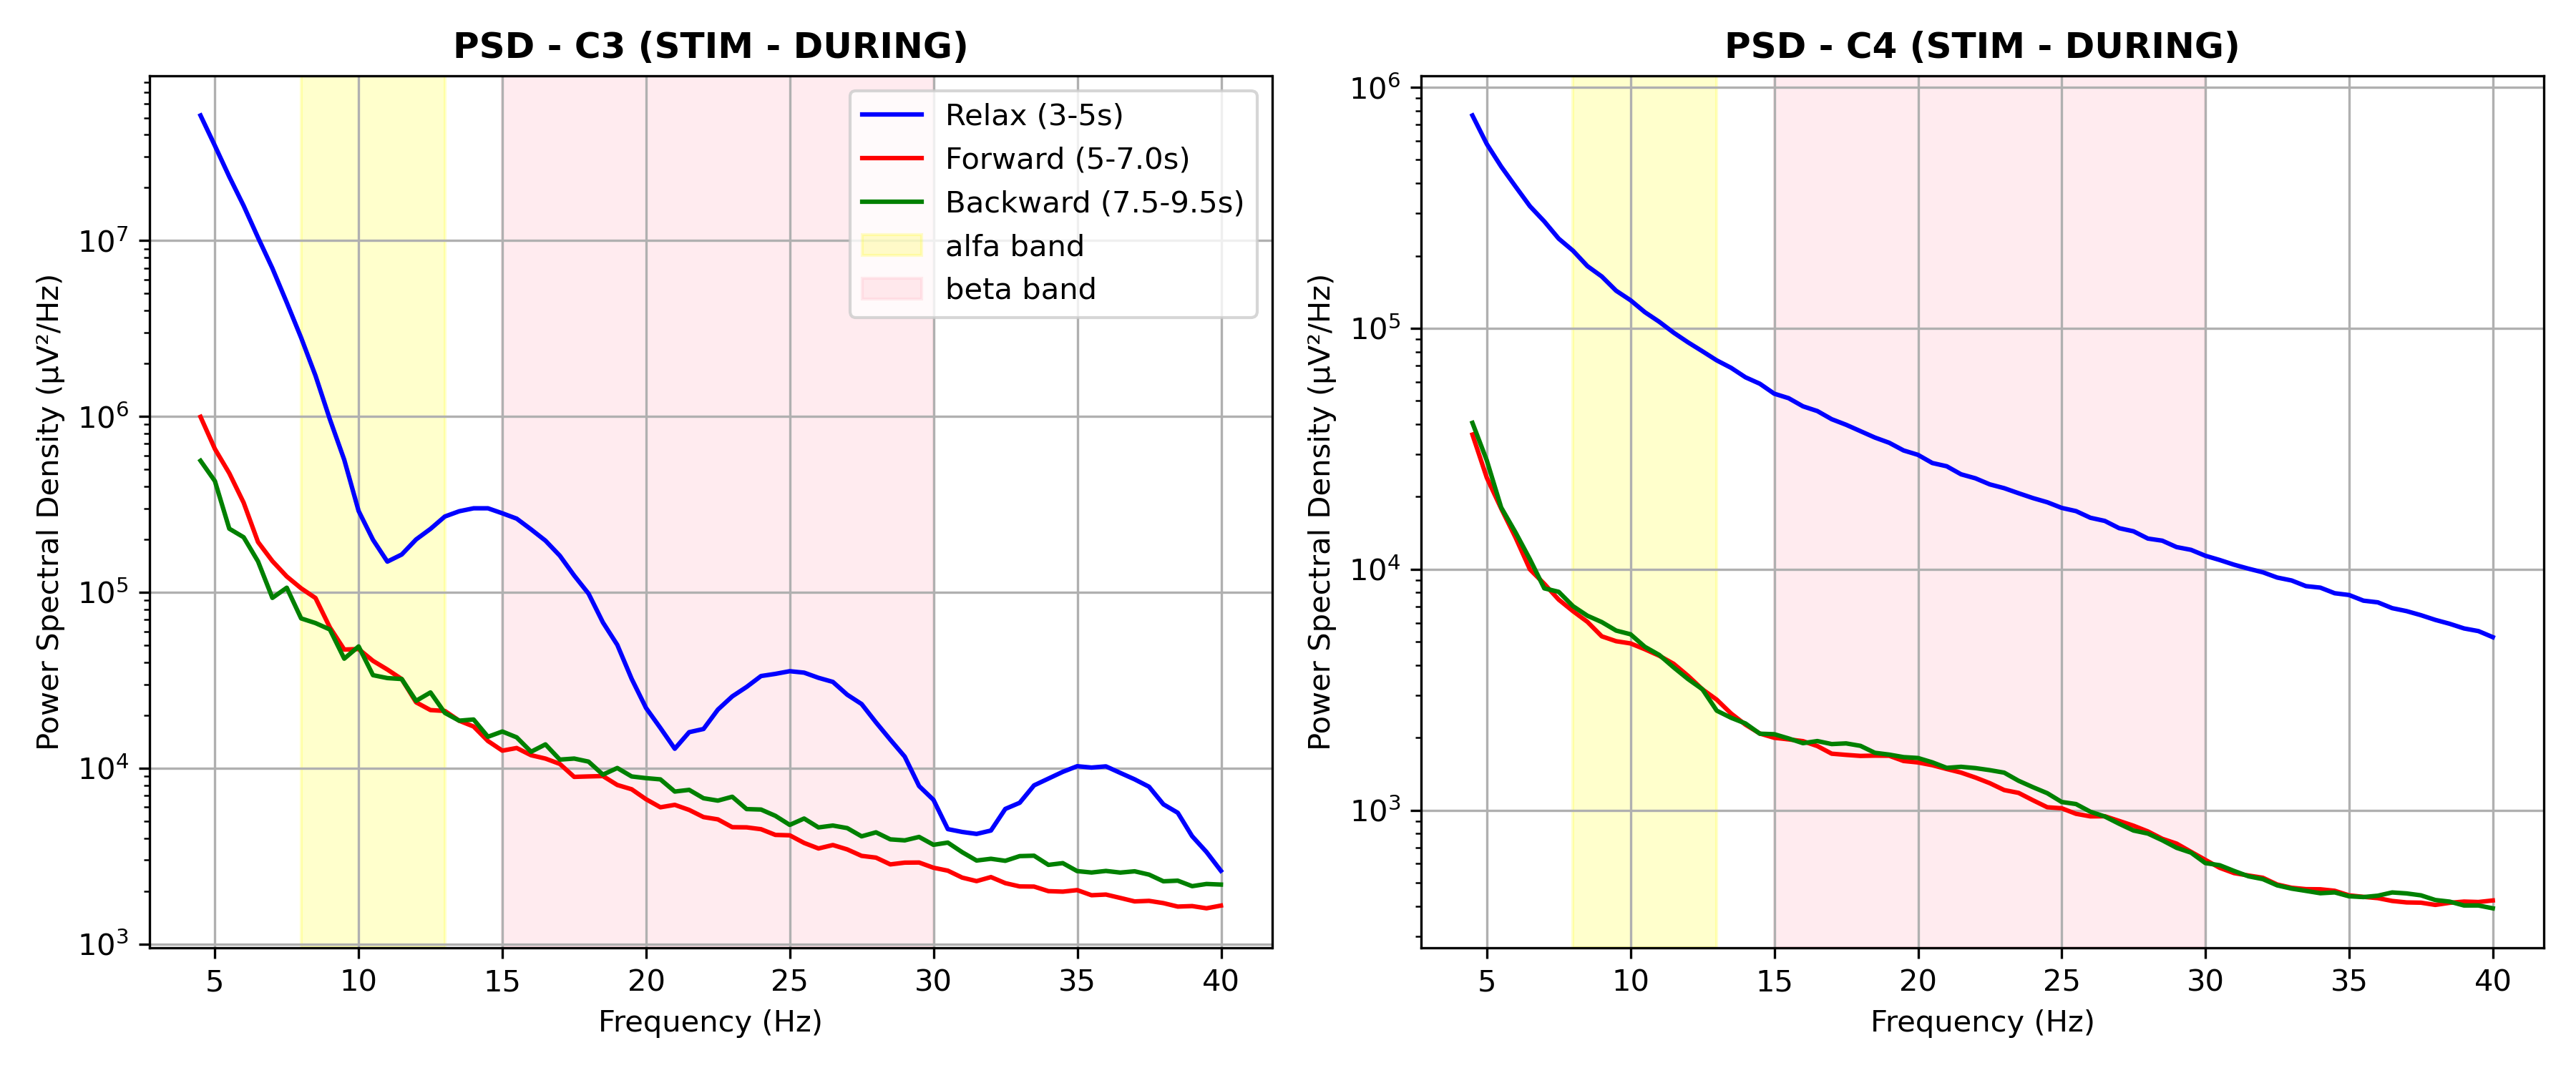 PSD - C3 (STIM - DURING)
Power Spectral Density (μV²/Hz)
10⁷
10⁶
10⁵
10⁴
10³
5 10 15 20 25 30 35 40
Frequency (Hz)
Relax (3-5s)
Forward (5-7.0s)
Backward (7.5-9.5s)
alfa band
beta band
PSD - C4 (STIM - DURING)
Power Spectral Density (μV²/Hz)
10⁶
10⁵
10⁴
10³
5 10 15 20 25 30 35 40
Frequency (Hz)